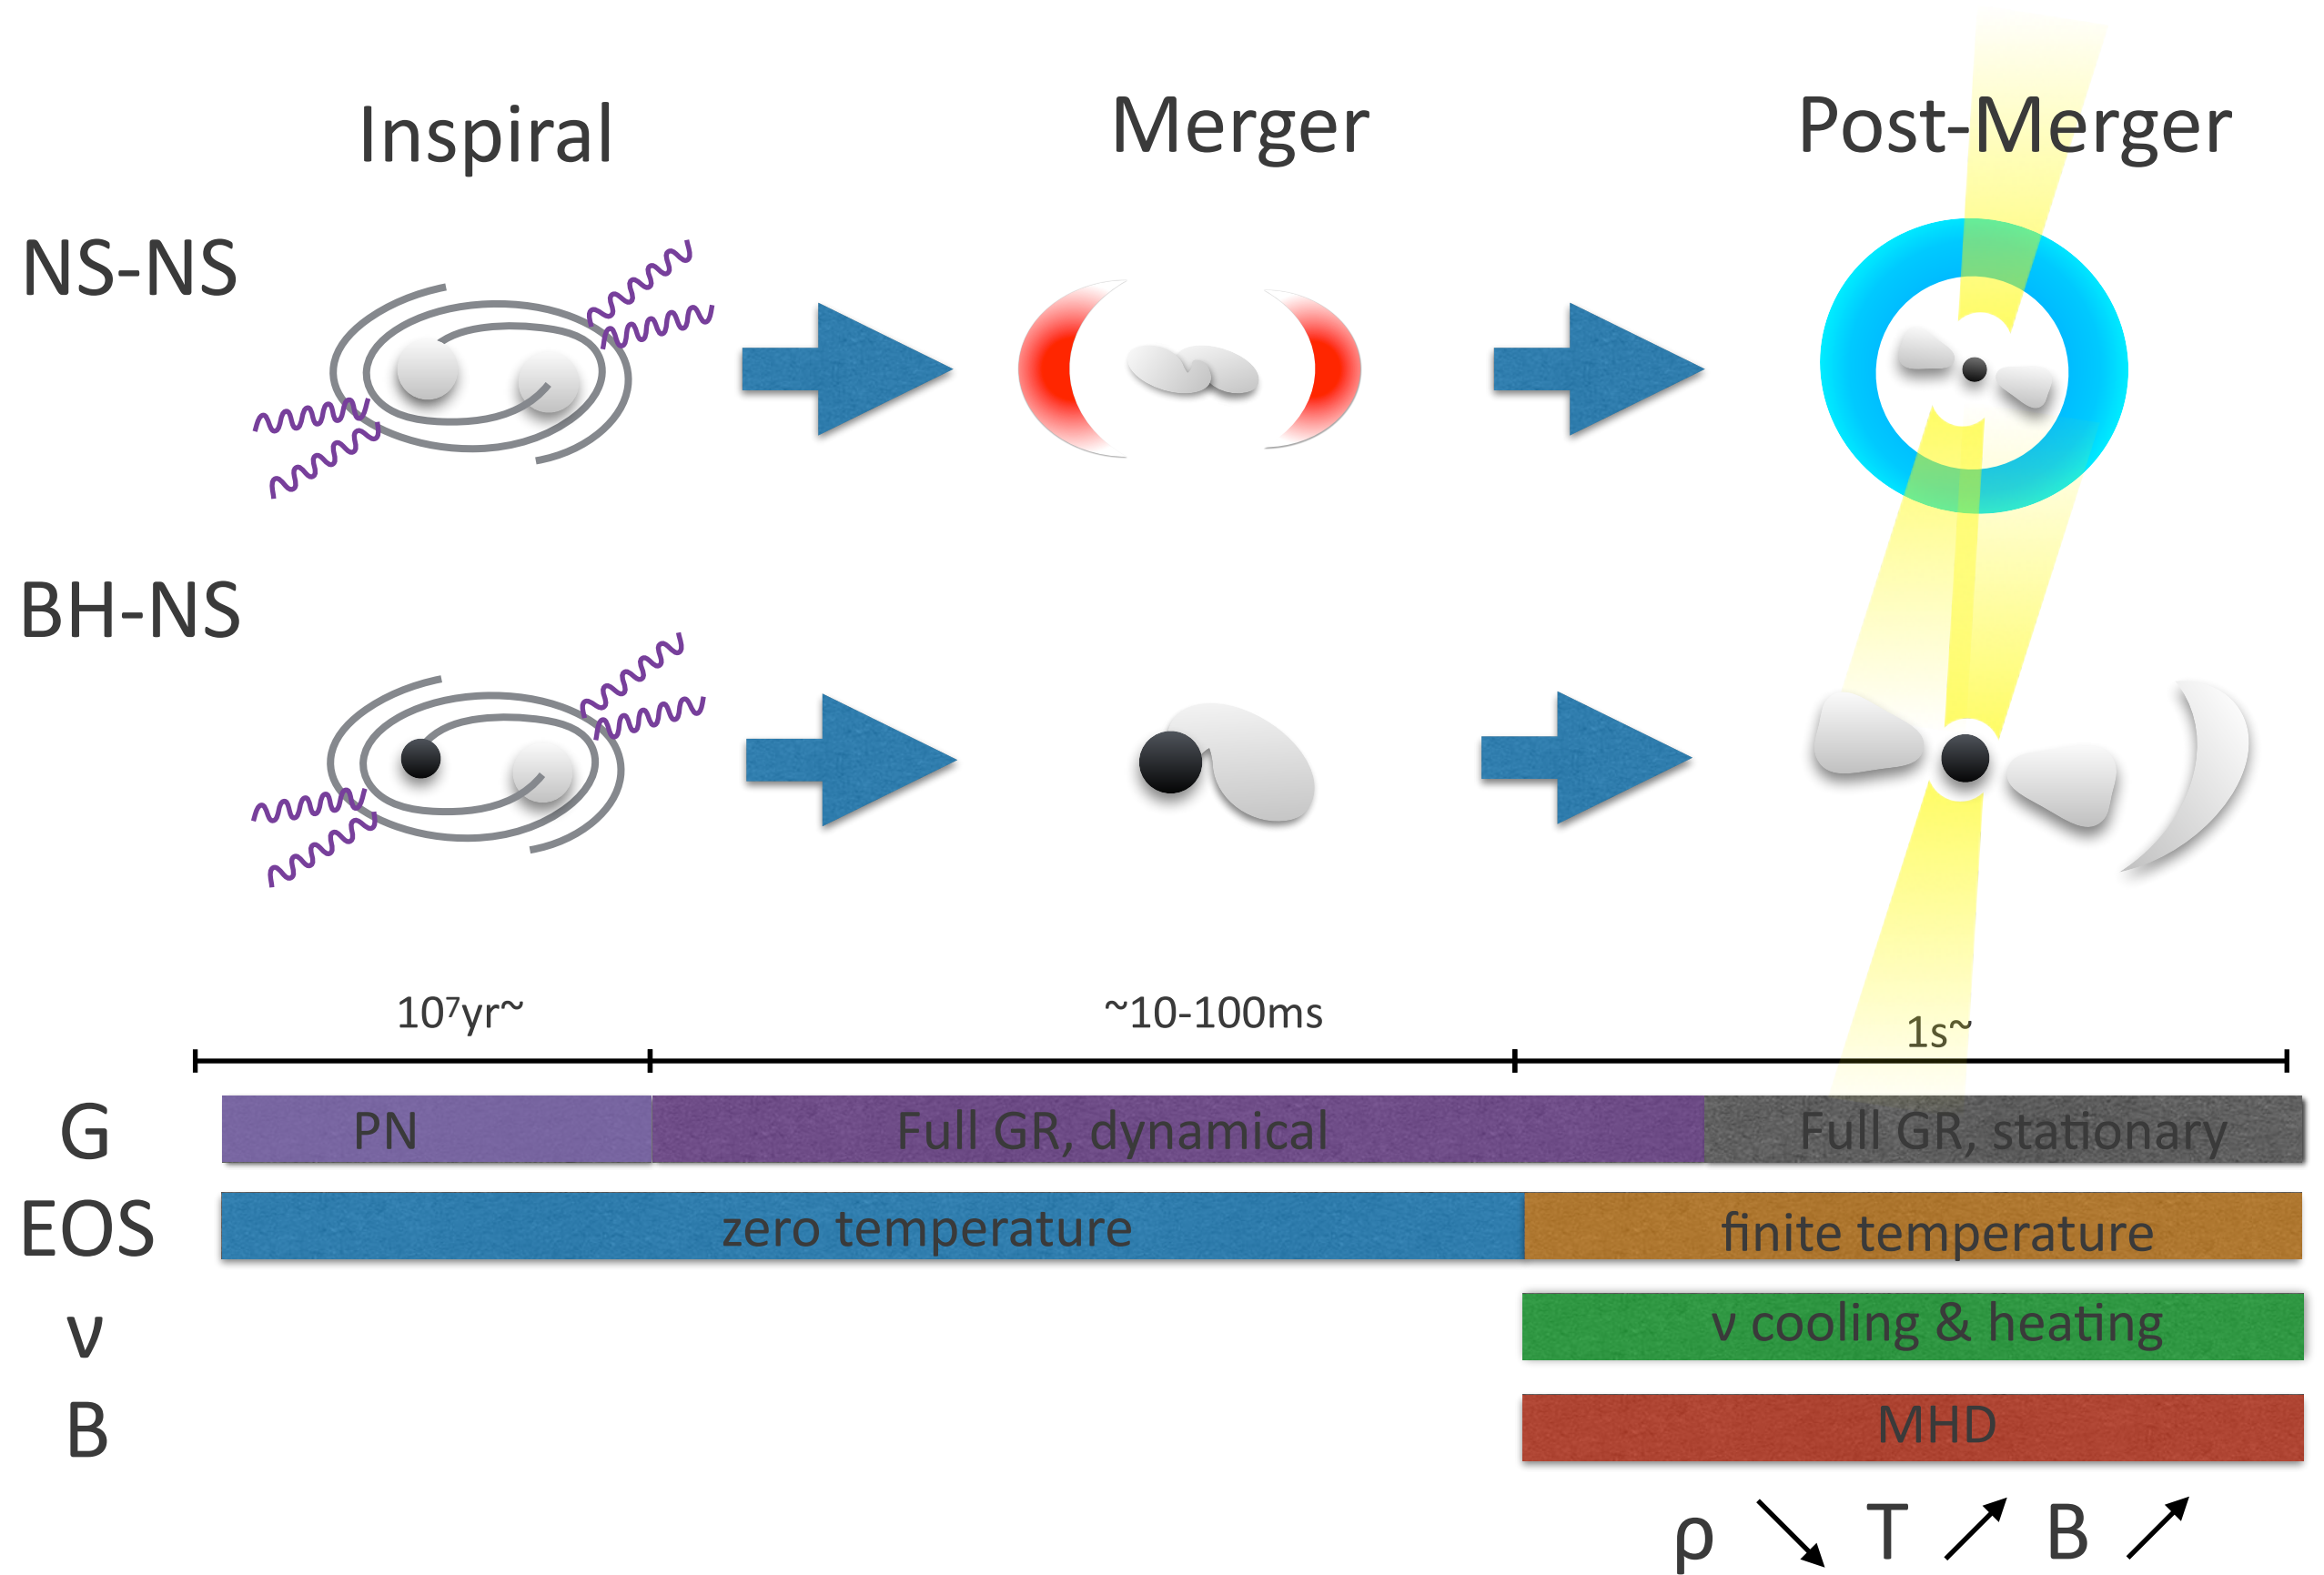 Inspiral
Merger
Post-Merger
NS-NS
BH-NS
10⁷yr~
~10-100ms
1s~
G
PN
Full GR, dynamical
Full GR, stationary
EOS
zero temperature
finite temperature
ν
ν cooling & heating
B
MHD
ρ ↘ T ↗ B ↗